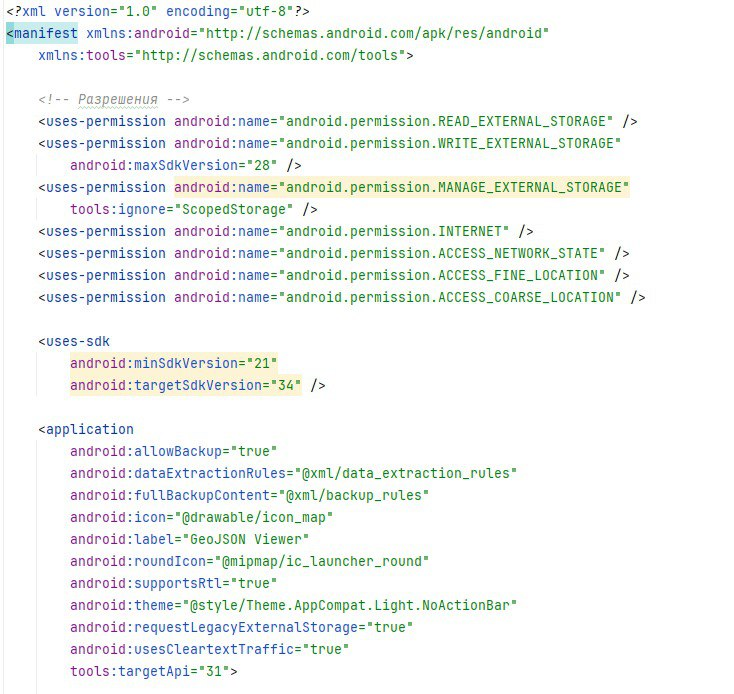 <?xml version="1.0" encoding="utf-8"?>
<manifest xmlns:android="http://schemas.android.com/apk/res/android"
    xmlns:tools="http://schemas.android.com/tools">

    <!-- Разрешения -->
    <uses-permission android:name="android.permission.READ_EXTERNAL_STORAGE" />
    <uses-permission android:name="android.permission.WRITE_EXTERNAL_STORAGE"
        android:maxSdkVersion="28" />
    <uses-permission android:name="android.permission.MANAGE_EXTERNAL_STORAGE"
        tools:ignore="ScopedStorage" />
    <uses-permission android:name="android.permission.INTERNET" />
    <uses-permission android:name="android.permission.ACCESS_NETWORK_STATE" />
    <uses-permission android:name="android.permission.ACCESS_FINE_LOCATION" />
    <uses-permission android:name="android.permission.ACCESS_COARSE_LOCATION" />

    <uses-sdk
        android:minSdkVersion="21"
        android:targetSdkVersion="34" />

    <application
        android:allowBackup="true"
        android:dataExtractionRules="@xml/data_extraction_rules"
        android:fullBackupContent="@xml/backup_rules"
        android:icon="@drawable/icon_map"
        android:label="GeoJSON Viewer"
        android:roundIcon="@mipmap/ic_launcher_round"
        android:supportsRtl="true"
        android:theme="@style/Theme.AppCompat.Light.NoActionBar"
        android:requestLegacyExternalStorage="true"
        android:usesCleartextTraffic="true"
        tools:targetApi="31">